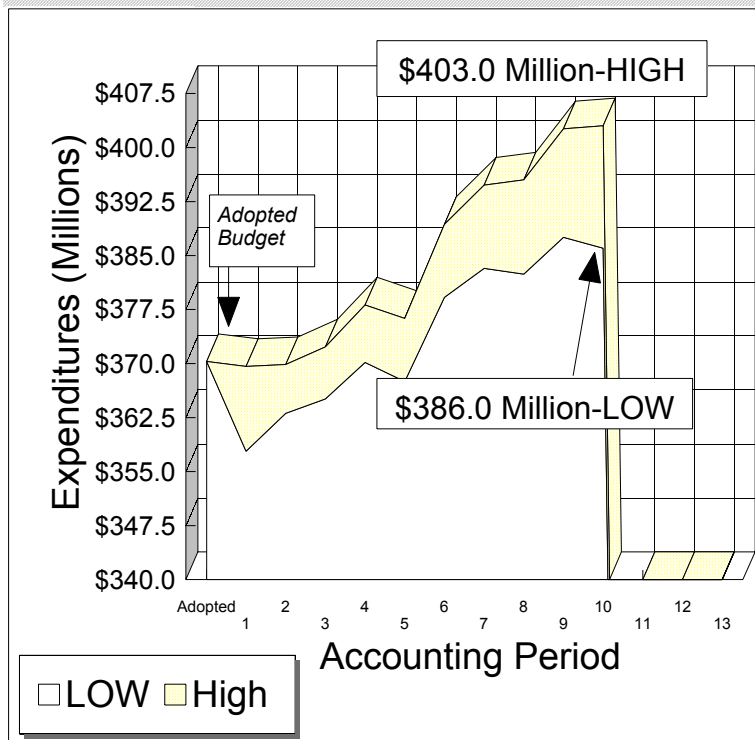 $403.0 Million-HIGH
$407.5
$400.0
$392.5
$385.0
$377.5
$370.0
$362.5
$355.0
$347.5
$340.0
Expenditures (Millions)
Adopted
Budget
$386.0 Million-LOW
Adopted 2 4 6 8 10 12
1 3 5 7 9 11 13
Accounting Period
LOW High